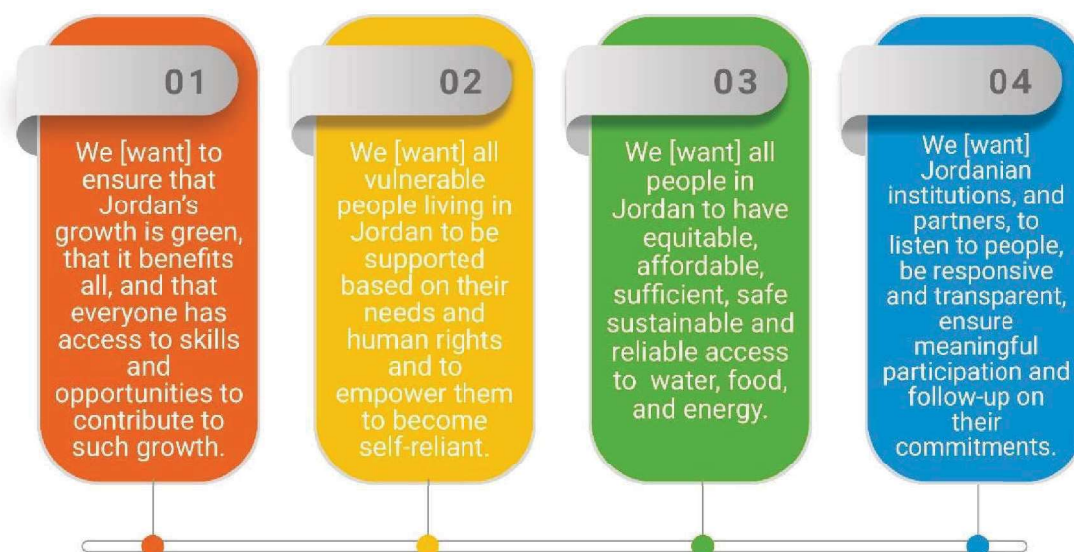 01
We [want] to
ensure that
Jordan's
growth is green,
that it benefits
all, and that
everyone has
access to skills
and
opportunities to
contribute to
such growth.
02
We [want] all
vulnerable
people living in
Jordan to be
supported
based on their
needs and
human rights
and to
empower them
to become
self-reliant.
03
We [want] all
people in
Jordan to have
equitable,
affordable,
sufficient, safe
sustainable and
reliable access
to water, food,
and energy.
04
We [want]
Jordanian
institutions, and
partners, to
listen to people,
be responsive
and transparent,
ensure
meaningful
participation and
follow-up on
their
commitments.